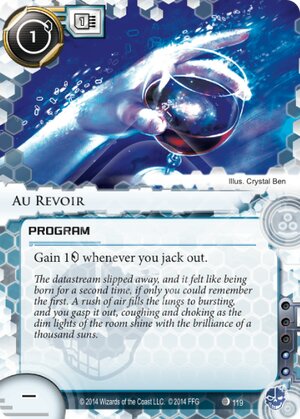 1
1
Illus. Crystal Ben
Au Revoir
PROGRAM
Gain 1 whenever you jack out.
The datastream slipped away, and it felt like being
born for a second time, if only you could remember
the first. A rush of air fills the lungs to bursting,
and you gasp it out, coughing and choking as the
dim lights of the room shine with the brilliance of a
thousand suns.
–
© 2014 Wizards of the Coast LLC. © 2014 FFG
119